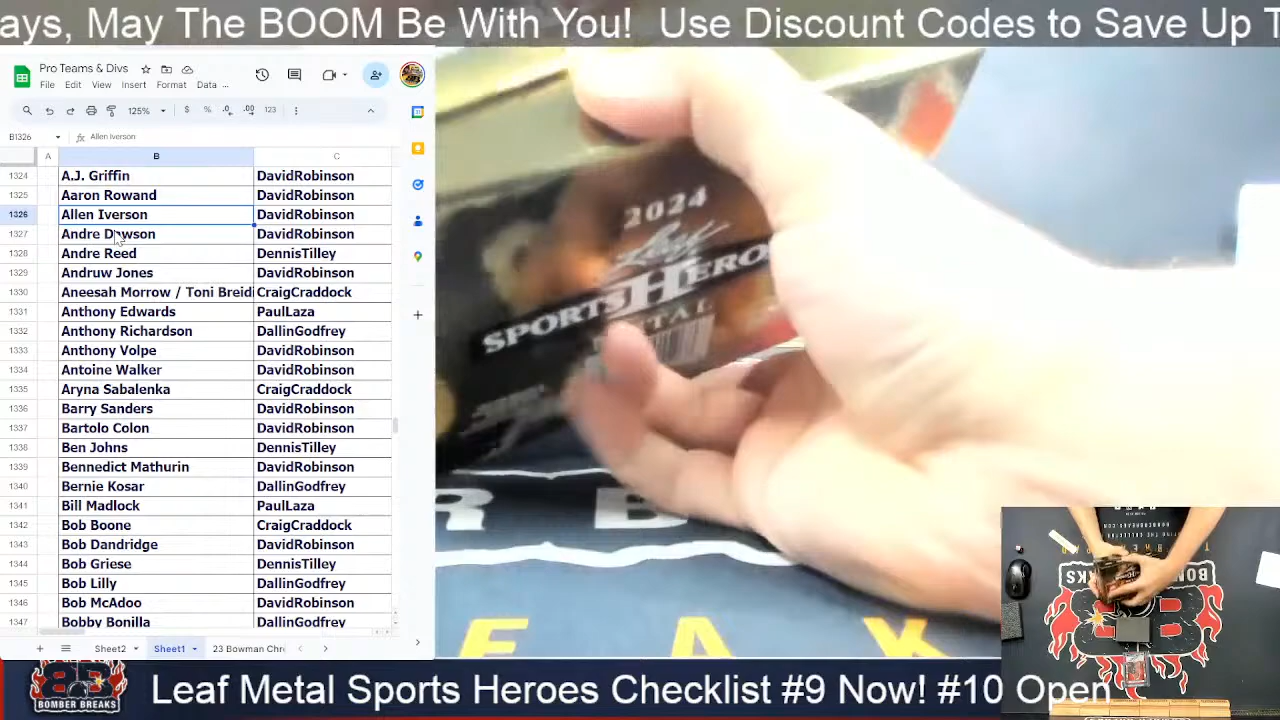 ays, May The BOOM Be With You! Use Discount Codes to Save Up T
Pro Teams & Divs
File Edit View Insert Format Data ...
125% $ % .0 .00 123
B1326 fx Allen Iverson
A B C
1324 A.J. Griffin DavidRobinson
1325 Aaron Rowand DavidRobinson
1326 Allen Iverson DavidRobinson
1327 Andre Dawson DavidRobinson
1328 Andre Reed DennisTilley
1329 Andruw Jones DavidRobinson
1330 Aneesah Morrow / Toni Breidi CraigCraddock
1331 Anthony Edwards PaulLaza
1332 Anthony Richardson DallinGodfrey
1333 Anthony Volpe DavidRobinson
1334 Antoine Walker DavidRobinson
1335 Aryna Sabalenka CraigCraddock
1336 Barry Sanders DavidRobinson
1337 Bartolo Colon DavidRobinson
1338 Ben Johns DennisTilley
1339 Bennedict Mathurin DavidRobinson
1340 Bernie Kosar DallinGodfrey
1341 Bill Madlock PaulLaza
1342 Bob Boone CraigCraddock
1343 Bob Dandridge DavidRobinson
1344 Bob Griese DennisTilley
1345 Bob Lilly DallinGodfrey
1346 Bob McAdoo DavidRobinson
1347 Bobby Bonilla DallinGodfrey
Sheet2 Sheet1 23 Bowman Chr
2024
Leaf
SPORTS HERO
TAL
R B
E A K
BOMBER BREAKS
Leaf Metal Sports Heroes Checklist #9 Now! #10 Open